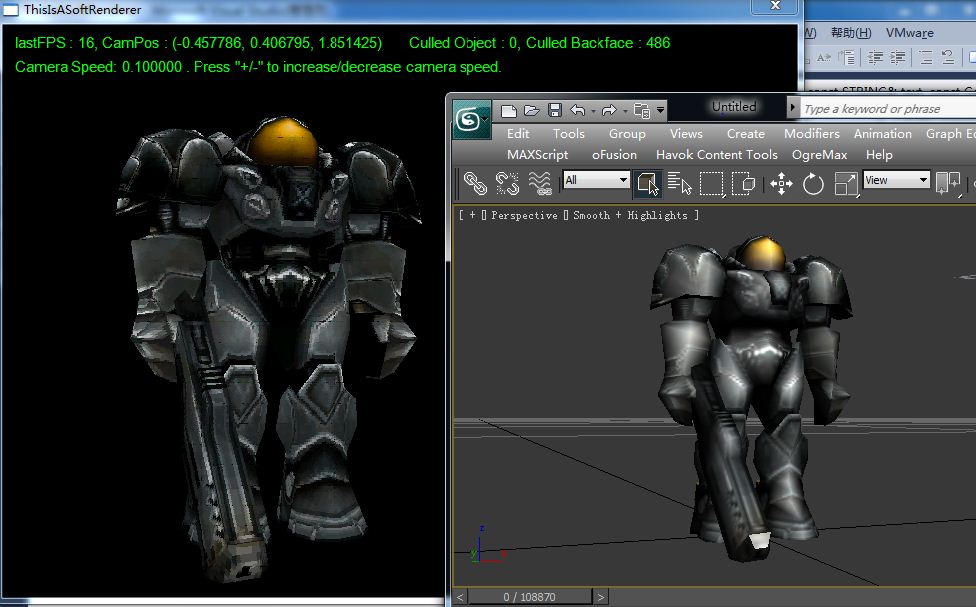 ThisIsASoftRenderer
lastFPS : 16, CamPos : (-0.457786, 0.406795, 1.851425) Culled Object : 0, Culled Backface : 486
Camera Speed: 0.100000 . Press "+/-" to increase/decrease camera speed.
帮助(H) VMware
Untitled
Type a keyword or phrase
Edit Tools Group Views Create Modifiers Animation Graph
MAXScript oFusion Havok Content Tools OgreMax Help
All
View
[ + [] Perspective [] Smooth + Highlights ]
z
y
x
< 0 / 108870 >